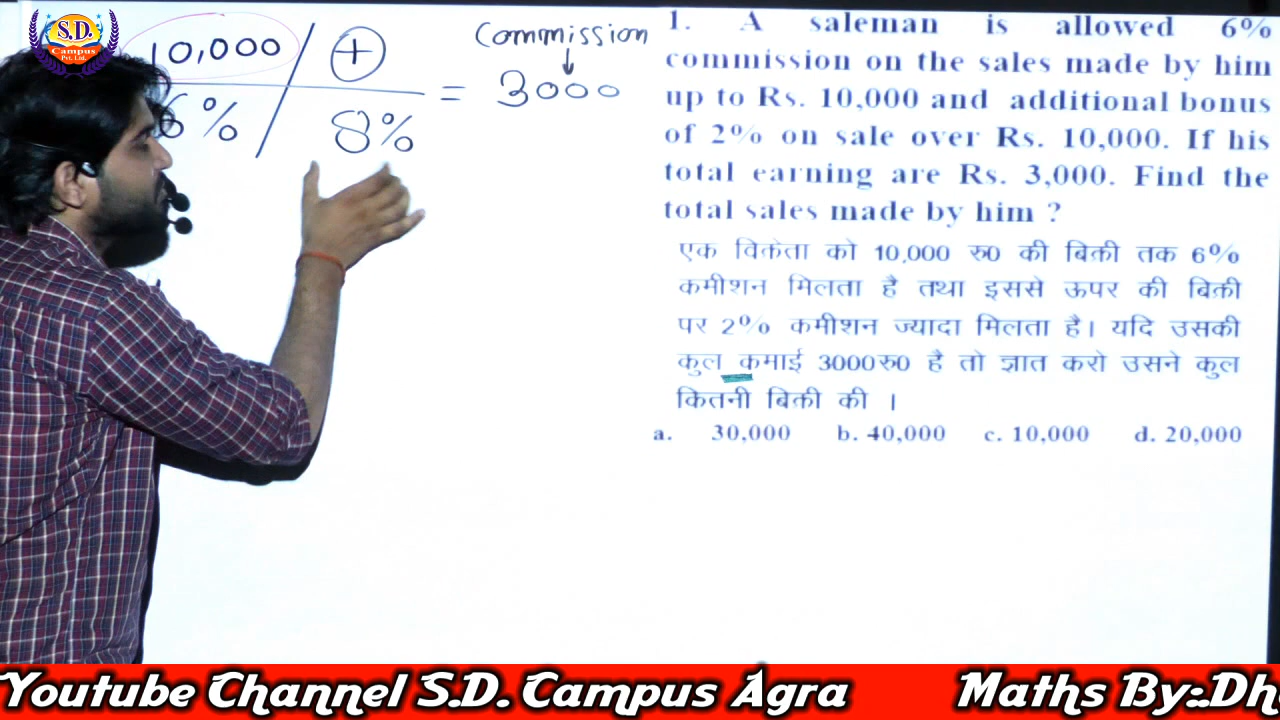 S.D.
Campus
Pvt. Ltd.
10,000 / +
6% / 8%
= 3000
Commission
1. A saleman is allowed 6%
commission on the sales made by him
up to Rs. 10,000 and additional bonus
of 2% on sale over Rs. 10,000. If his
total earning are Rs. 3,000. Find the
total sales made by him ?
एक विक्रेता को 10,000 रु0 की बिक्री तक 6%
कमीशन मिलता है तथा इससे ऊपर की बिक्री
पर 2% कमीशन ज्यादा मिलता है। यदि उसकी
कुल कमाई 3000रु0 है तो ज्ञात करो उसने कुल
कितनी बिक्री की ।
a. 30,000 b. 40,000 c. 10,000 d. 20,000
Youtube Channel S.D. Campus Agra Maths By:-Dh